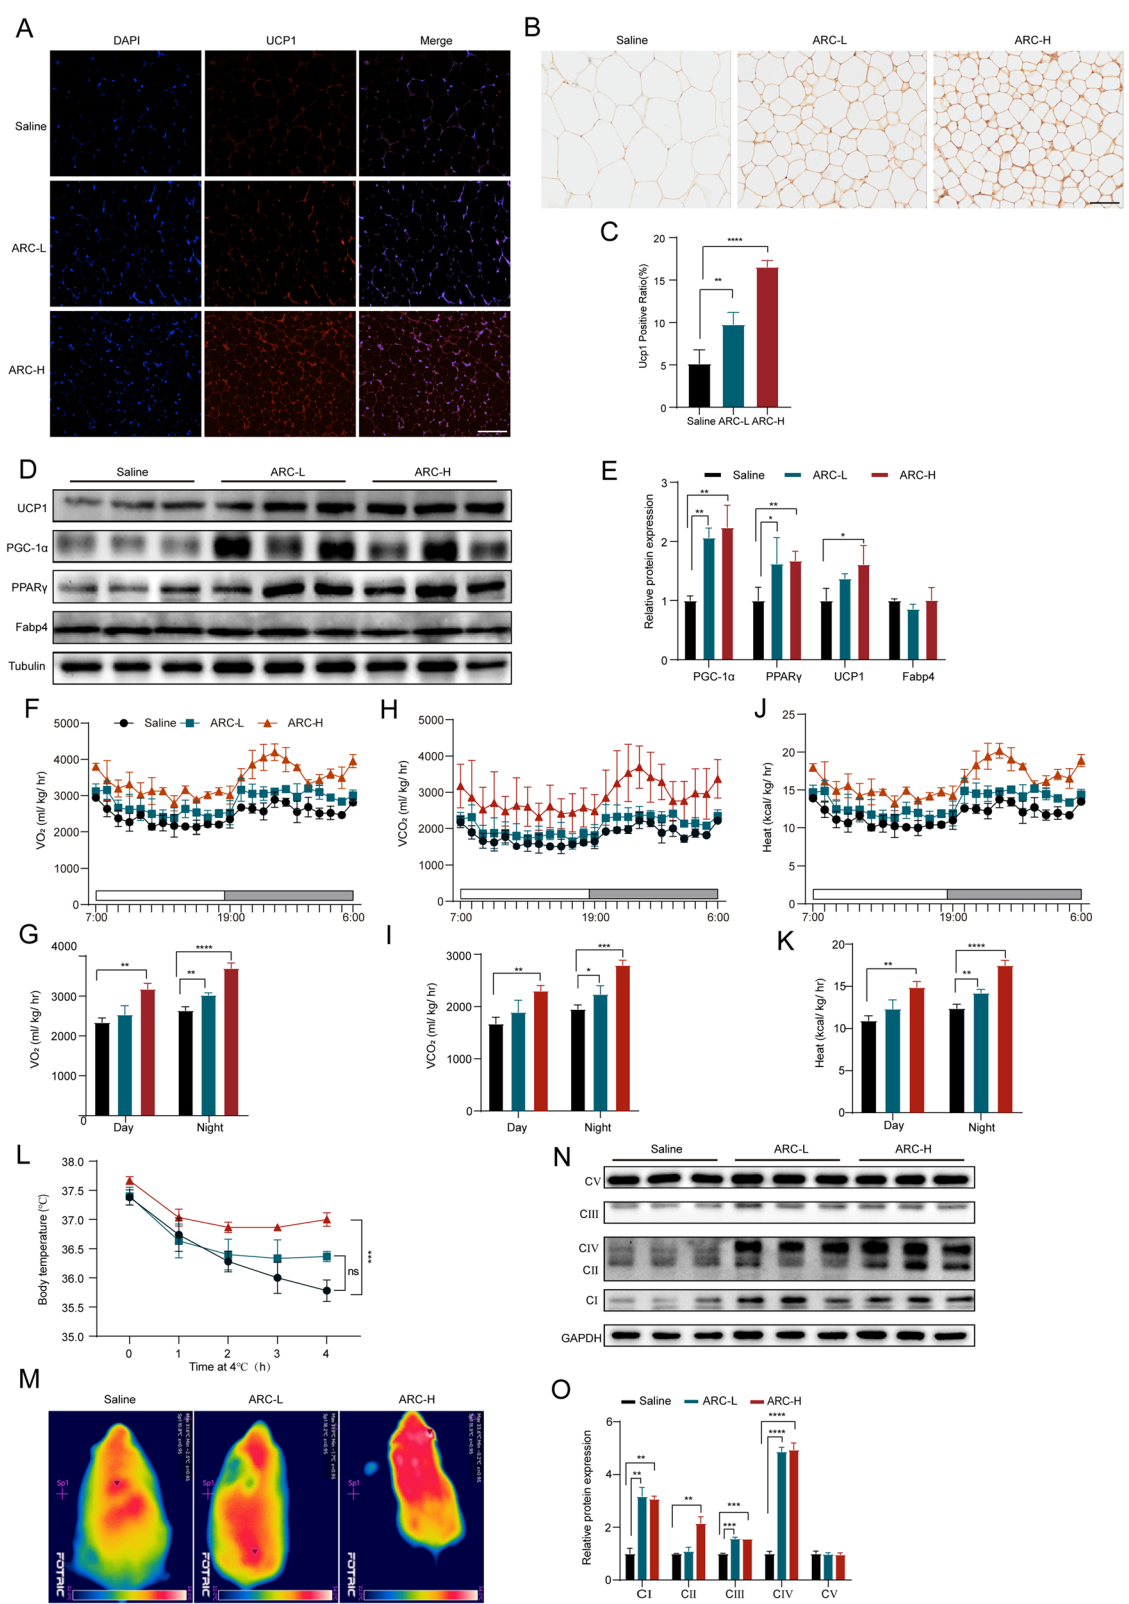 A
DAPI
UCP1
Merge
Saline
ARC-L
ARC-H
B
Saline
ARC-L
ARC-H
C
Ucp1 Positive Ratio(%)
20
15
10
5
0
**
****
Saline ARC-L ARC-H
D
Saline
ARC-L
ARC-H
UCP1
PGC-1α
PPARγ
Fabp4
Tubulin
E
Saline
ARC-L
ARC-H
Relative protein expression
3
2
1
0
**
**
**
*
*
PGC-1α
PPARγ
UCP1
Fabp4
F
Saline
ARC-L
ARC-H
VO₂ (ml/ kg/ hr)
5000
4000
3000
2000
1000
0
7:00
19:00
6:00
H
VCO₂ (ml/ kg/ hr)
5000
4000
3000
2000
1000
0
7:00
19:00
6:00
J
Heat (kcal/ kg/ hr)
25
20
15
10
5
0
7:00
19:00
6:00
G
VO₂ (ml/ kg/ hr)
4000
3000
2000
1000
0
**
**
****
Day
Night
I
VCO₂ (ml/ kg/ hr)
3000
2000
1000
0
**
*
***
Day
Night
K
Heat (kcal/ kg/ hr)
20
15
10
5
0
**
**
****
Day
Night
L
Body temperature (℃)
38.0
37.5
37.0
36.5
36.0
35.5
35.0
ns
***
0
1
2
3
4
Time at 4℃ (h)
N
Saline
ARC-L
ARC-H
CV
CIII
CIV
CII
CI
GAPDH
M
Saline
ARC-L
ARC-H
Sp1
Sp1
FOTRIC
FOTRIC
FOTRIC
O
Saline
ARC-L
ARC-H
Relative protein expression
6
4
2
0
**
**
**
***
***
****
****
CI
CII
CIII
CIV
CV